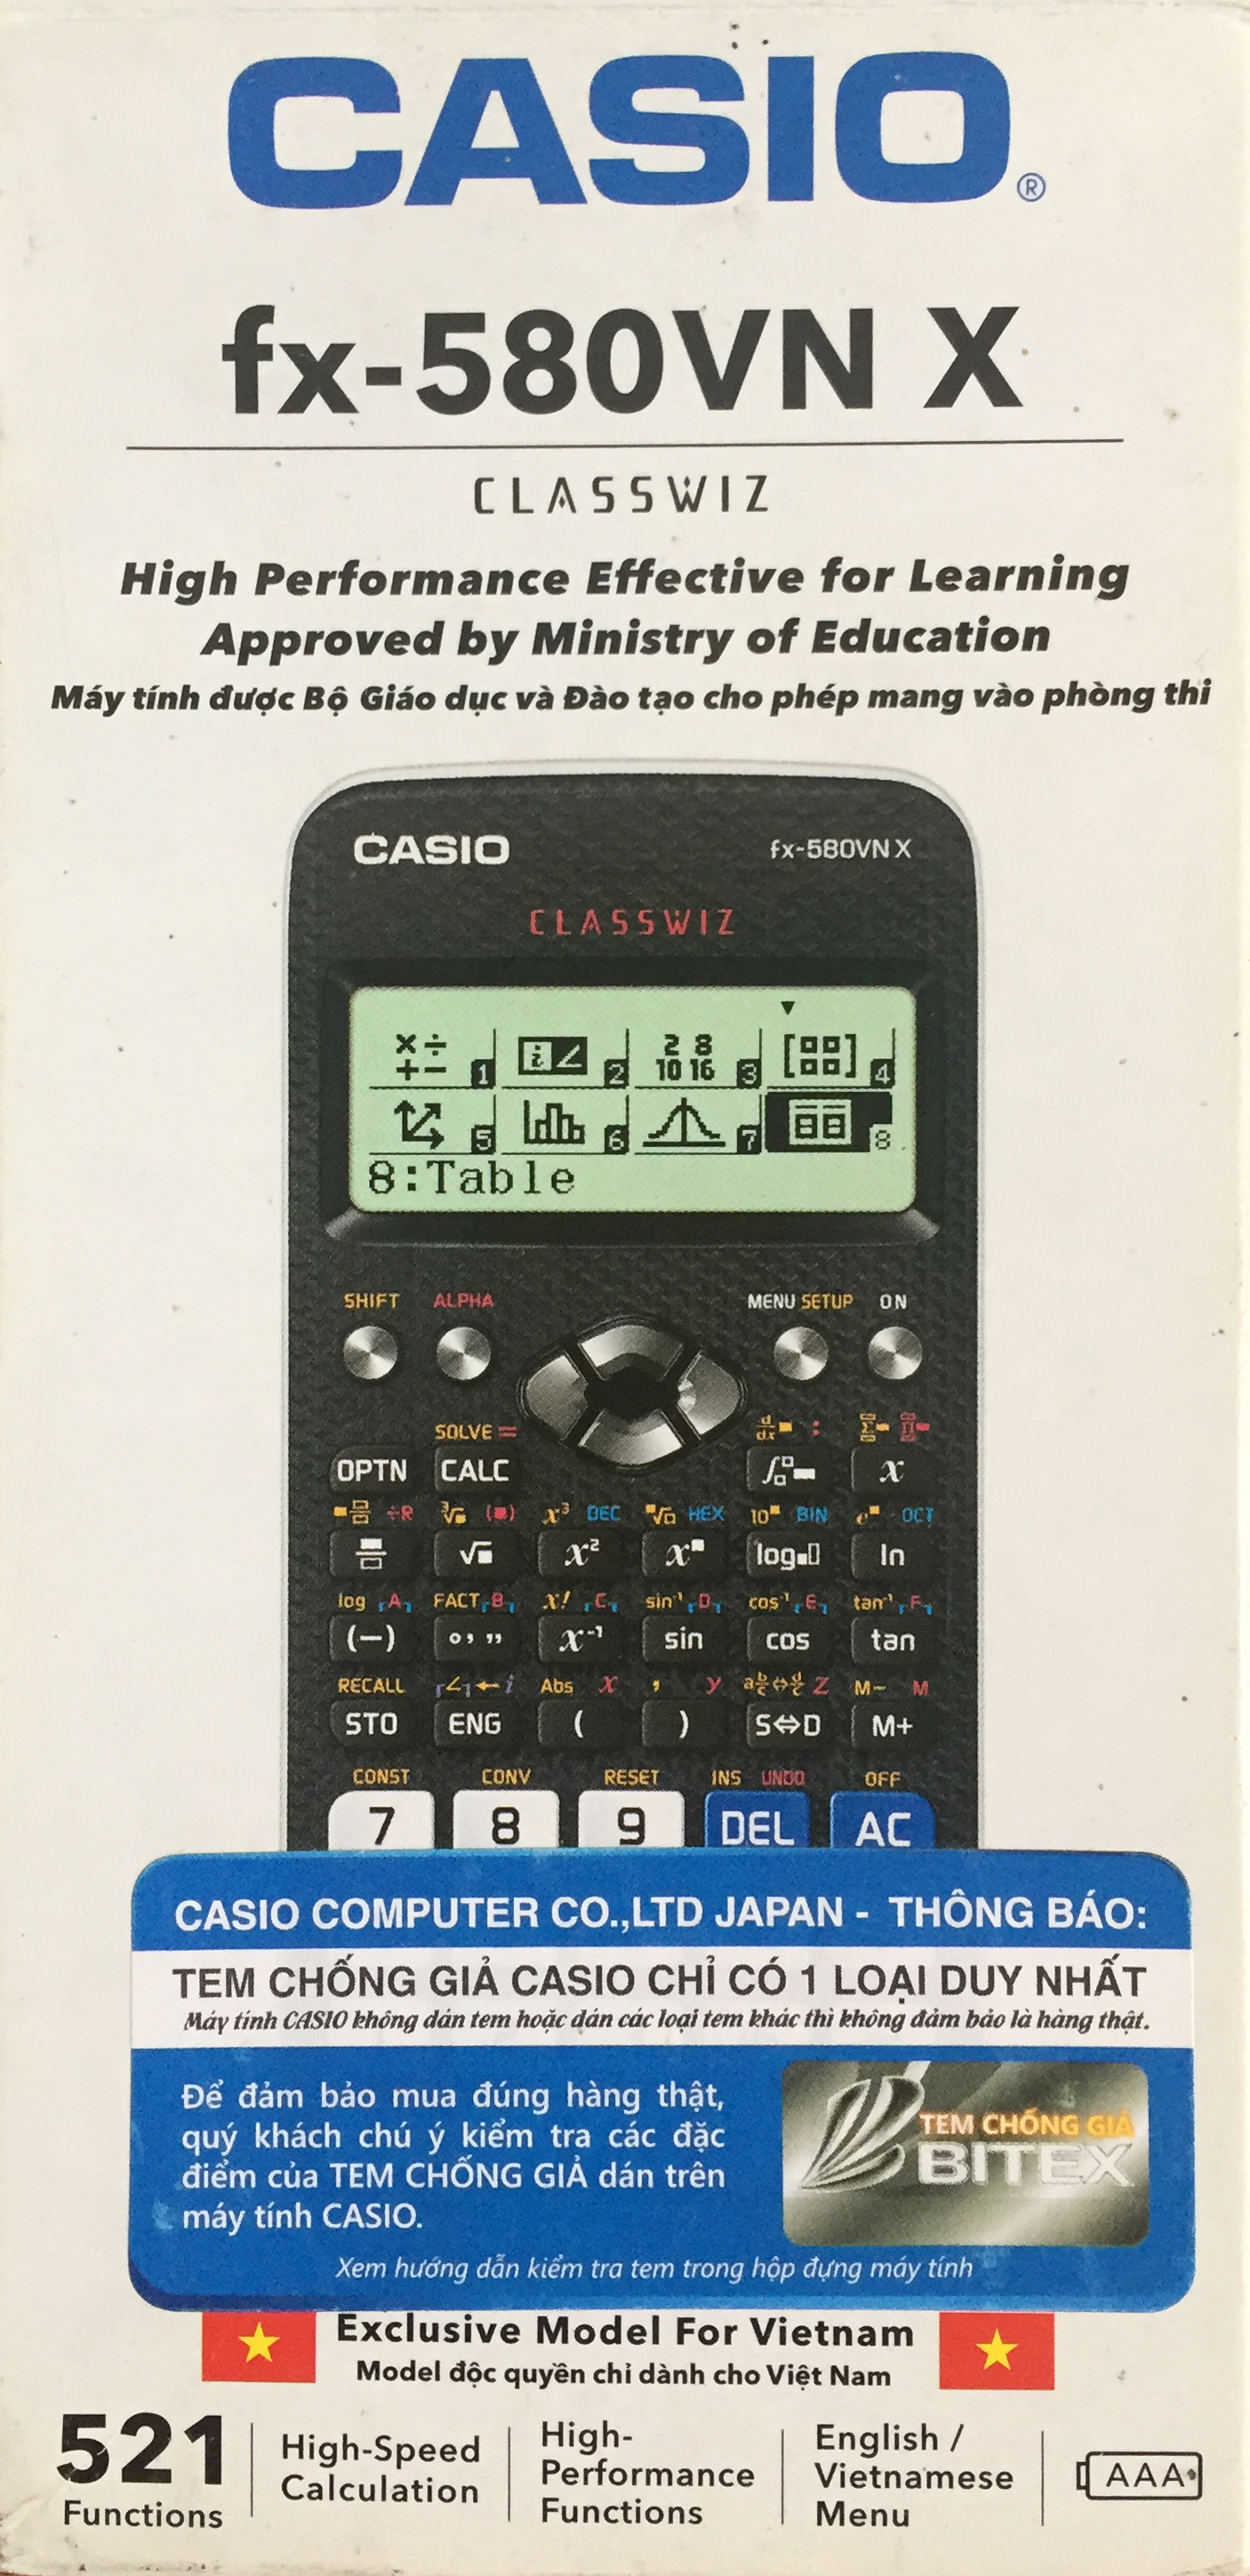 CASIO®
fx-580VN X
CLASSWIZ
High Performance Effective for Learning
Approved by Ministry of Education
Máy tính được Bộ Giáo dục và Đào tạo cho phép mang vào phòng thi
CASIO fx-580VN X
CLASSWIZ
×÷ +− 1 i∠ 2 2 8 10 16 3 4
5 6 7 8
8:Table
SHIFT ALPHA MENU SETUP ON
SOLVE = d/dx : Σ Π
OPTN CALC ∫ x
÷R ³√ (■) x³ DEC √ HEX 10■ BIN e■ OCT
√■ x² x■ log■□ ln
log A FACT B x! C sin⁻¹ D cos⁻¹ E tan⁻¹ F
(−) ° ’ ” x⁻¹ sin cos tan
RECALL ∠ ← i Abs x , y a b/c ⇔ d/c z M− M
STO ENG ( ) S⇔D M+
CONST CONV RESET INS UNDO OFF
7 8 9 DEL AC
CASIO COMPUTER CO.,LTD JAPAN - THÔNG BÁO:
TEM CHỐNG GIẢ CASIO CHỈ CÓ 1 LOẠI DUY NHẤT
Máy tính CASIO không dán tem hoặc dán các loại tem khác thì không đảm bảo là hàng thật.
Để đảm bảo mua đúng hàng thật,
quý khách chú ý kiểm tra các đặc
điểm của TEM CHỐNG GIẢ dán trên
máy tính CASIO.
TEM CHỐNG GIẢ
BITEX
Xem hướng dẫn kiểm tra tem trong hộp đựng máy tính
Exclusive Model For Vietnam
Model độc quyền chỉ dành cho Việt Nam
521
Functions
High-Speed
Calculation
High-
Performance
Functions
English /
Vietnamese
Menu
AAA